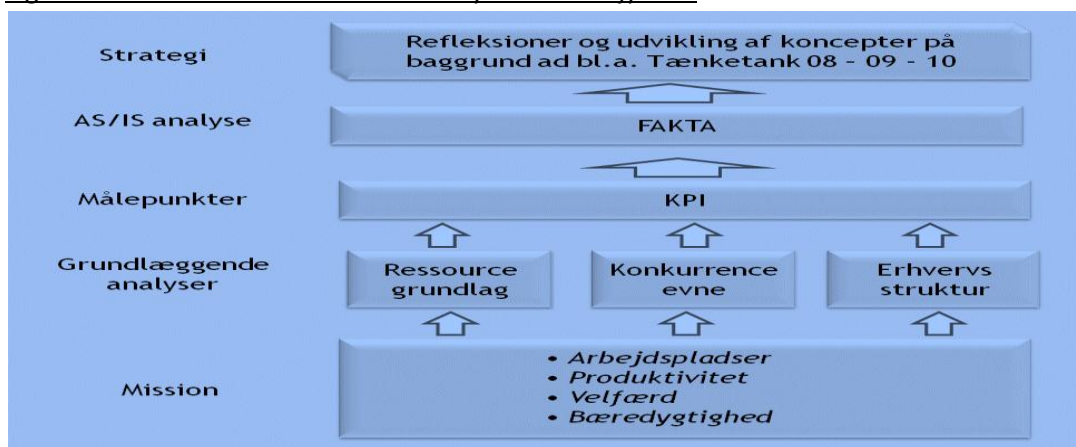 Strategi
Refleksioner og udvikling af koncepter på
baggrund ad bl.a. Tænketank 08 - 09 - 10
AS/IS analyse
FAKTA
Målepunkter
KPI
Grundlæggende
analyser
Ressource
grundlag
Konkurrence
evne
Erhvervs
struktur
Mission
• Arbejdspladser
• Produktivitet
• Velfærd
• Bæredygtighed